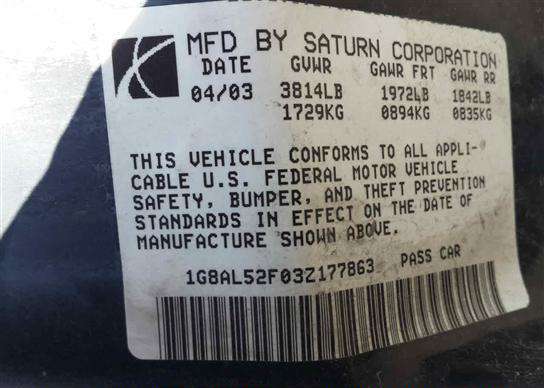 MFD BY SATURN CORPORATION
DATE GVWR GAWR FRT GAWR RR
04/03 3814LB 1972LB 1842LB
1729KG 0894KG 0835KG
THIS VEHICLE CONFORMS TO ALL APPLI-
CABLE U.S. FEDERAL MOTOR VEHICLE
SAFETY, BUMPER, AND THEFT PREVENTION
STANDARDS IN EFFECT ON THE DATE OF
MANUFACTURE SHOWN ABOVE.
1G8AL52F03Z177863 PASS CAR